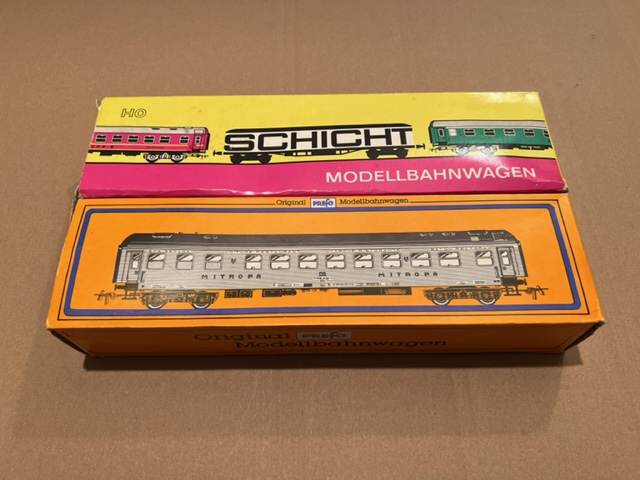 HO
SCHICHT
MODELLBAHNWAGEN
Original PREFO Modellbahnwagen
MITROPA MITROPA
Original PREFO
Modellbahnwagen